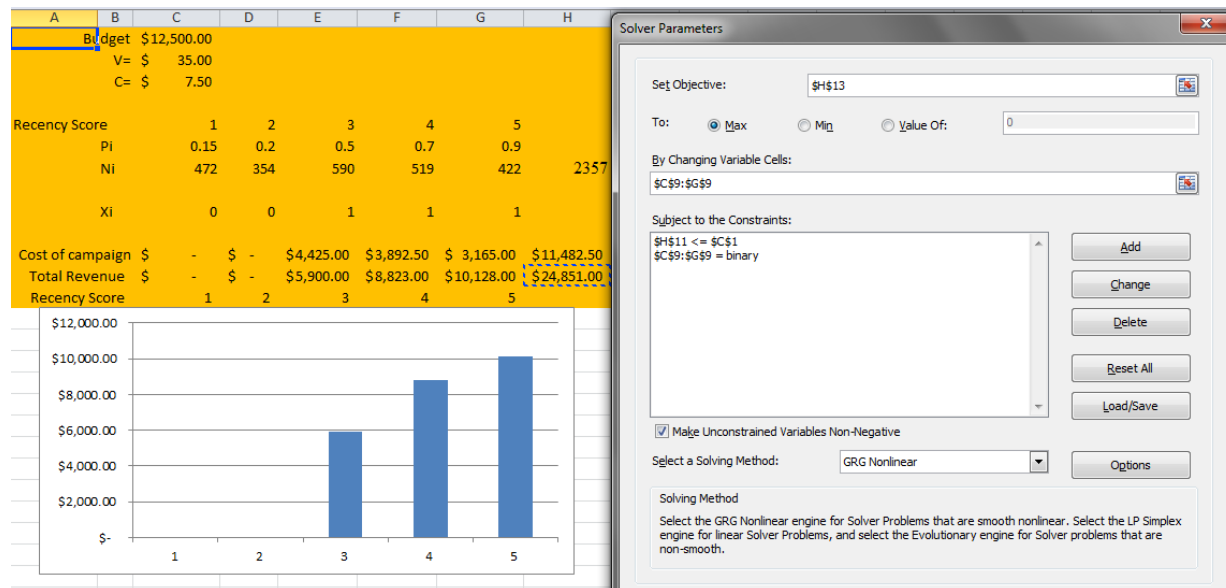 A B C D E F G H
Budget $12,500.00
V= $ 35.00
C= $ 7.50
Recency Score 1 2 3 4 5
Pi 0.15 0.2 0.5 0.7 0.9
Ni 472 354 590 519 422 2357
Xi 0 0 1 1 1
Cost of campaign $ - $ - $4,425.00 $3,892.50 $ 3,165.00 $11,482.50
Total Revenue $ - $ - $5,900.00 $8,823.00 $10,128.00 $24,851.00
Recency Score 1 2 3 4 5
$12,000.00
$10,000.00
$8,000.00
$6,000.00
$4,000.00
$2,000.00
$-
1 2 3 4 5
Solver Parameters
Set Objective: $H$13
To: Max Min Value Of: 0
By Changing Variable Cells:
$C$9:$G$9
Subject to the Constraints:
$H$11 <= $C$1
$C$9:$G$9 = binary
Add
Change
Delete
Reset All
Load/Save
Make Unconstrained Variables Non-Negative
Select a Solving Method: GRG Nonlinear Options
Solving Method
Select the GRG Nonlinear engine for Solver Problems that are smooth nonlinear. Select the LP Simplex
engine for linear Solver Problems, and select the Evolutionary engine for Solver problems that are
non-smooth.